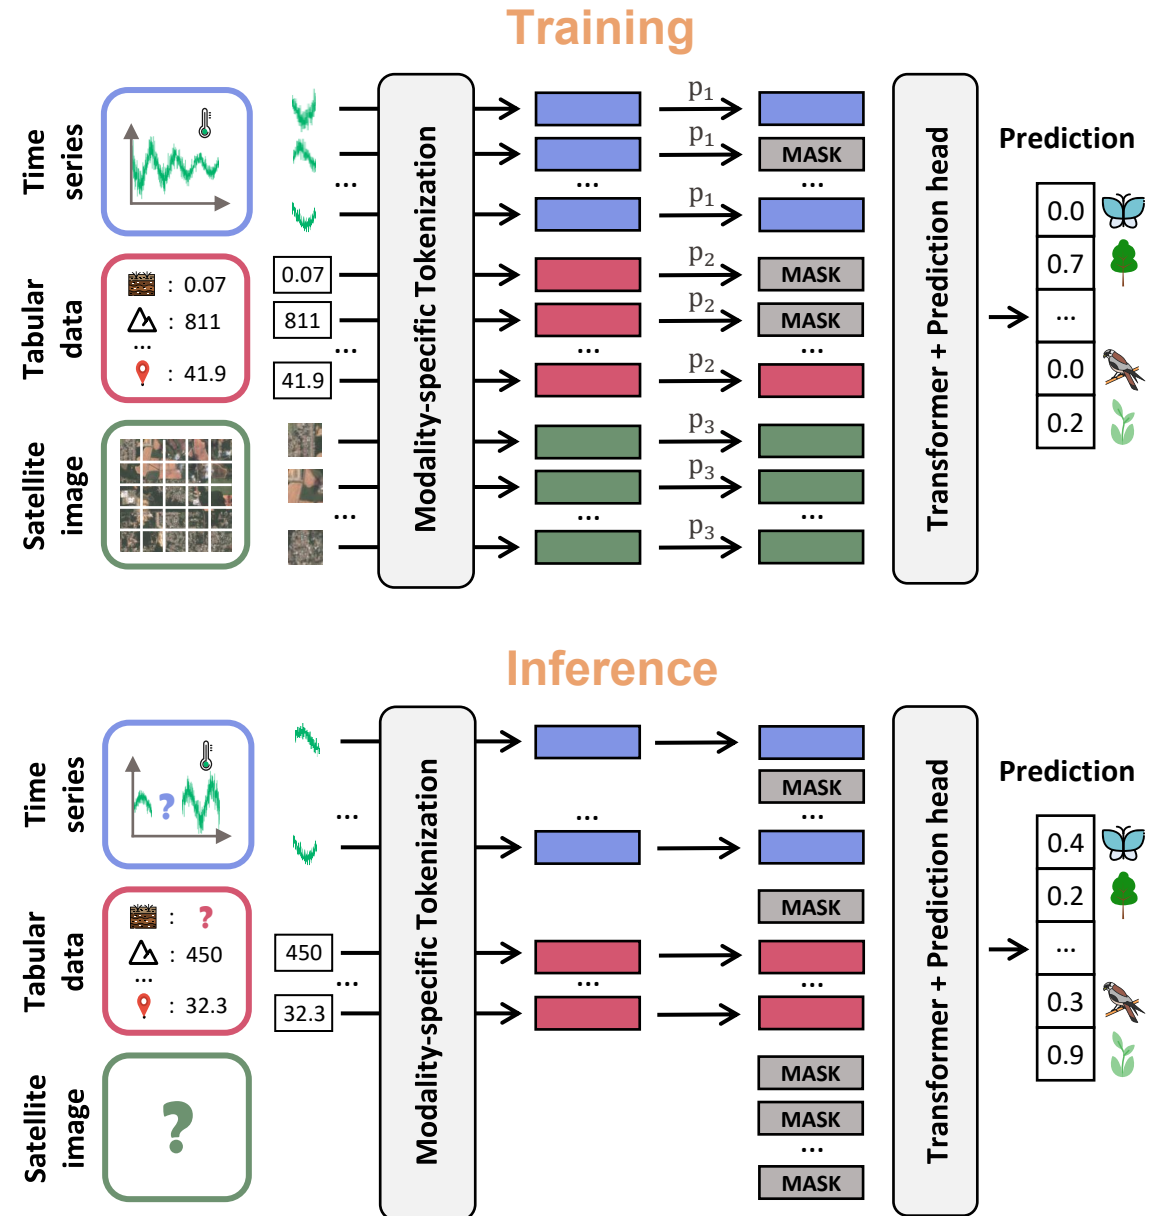 Training
Time series
Tabular data
: 0.07
: 811
...
: 41.9
Satellite image
...
0.07
811
...
41.9
...
Modality-specific Tokenization
...
...
...
p1
p1
p1
p2
p2
p2
p3
p3
p3
MASK
...
MASK
MASK
...
...
Transformer + Prediction head
Prediction
0.0
0.7
...
0.0
0.2
Inference
Time series
?
Tabular data
: ?
: 450
...
: 32.3
Satellite image
?
...
450
...
32.3
Modality-specific Tokenization
...
...
MASK
...
MASK
...
MASK
MASK
...
MASK
Transformer + Prediction head
Prediction
0.4
0.2
...
0.3
0.9